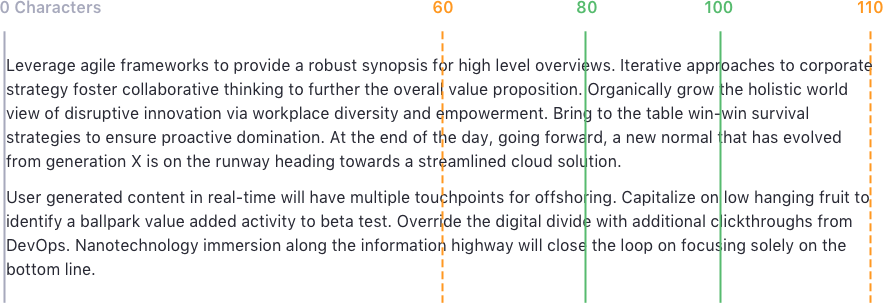 0 Characters 60 80 100 110
Leverage agile frameworks to provide a robust synopsis for high level overviews. Iterative approaches to corporate
strategy foster collaborative thinking to further the overall value proposition. Organically grow the holistic world
view of disruptive innovation via workplace diversity and empowerment. Bring to the table win-win survival
strategies to ensure proactive domination. At the end of the day, going forward, a new normal that has evolved
from generation X is on the runway heading towards a streamlined cloud solution.
User generated content in real-time will have multiple touchpoints for offshoring. Capitalize on low hanging fruit to
identify a ballpark value added activity to beta test. Override the digital divide with additional clickthroughs from
DevOps. Nanotechnology immersion along the information highway will close the loop on focusing solely on the
bottom line.